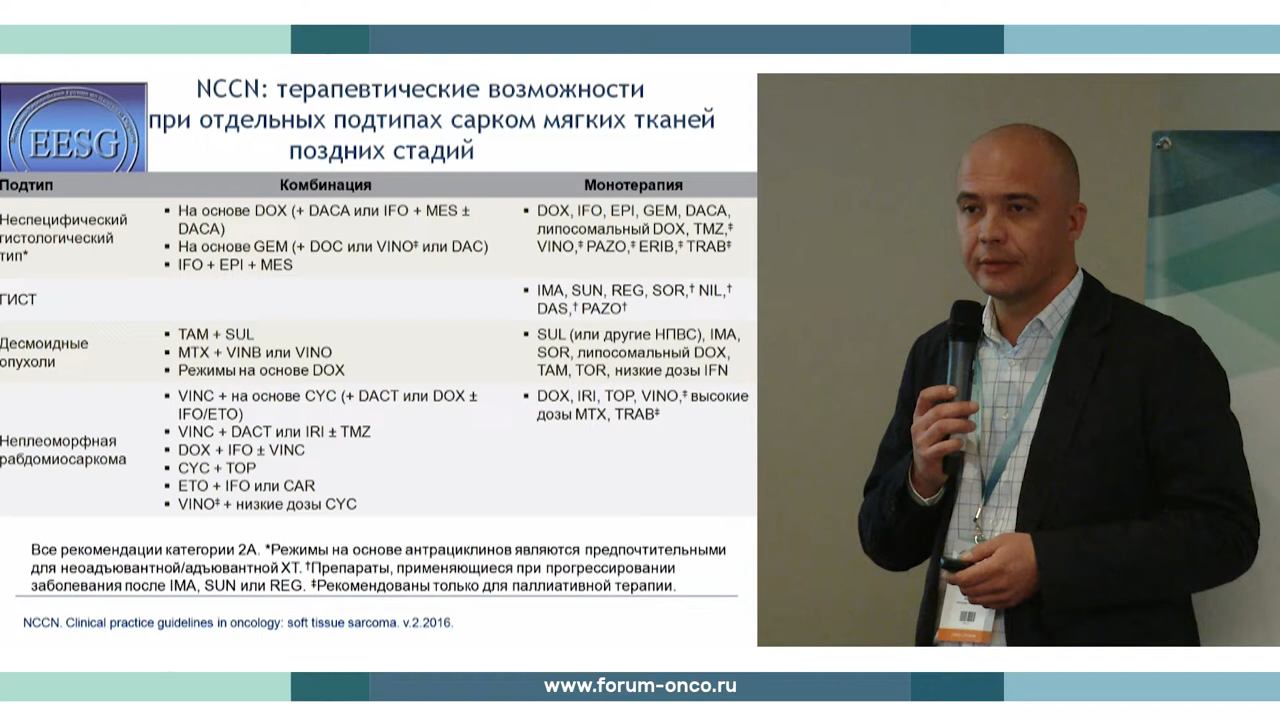 EESG
NCCN: терапевтические возможности
при отдельных подтипах сарком мягких тканей
поздних стадий
Подтип
Комбинация
Монотерапия
Неспецифический
гистологический
тип*
▪ На основе DOX (+ DACA или IFO + MES ±
DACA)
▪ На основе GEM (+ DOC или VINO‡ или DAC)
▪ IFO + EPI + MES
▪ DOX, IFO, EPI, GEM, DACA,
липосомальный DOX, TMZ,‡
VINO,‡ PAZO,‡ ERIB,‡ TRAB‡
ГИСТ
▪ IMA, SUN, REG, SOR,† NIL,†
DAS,† PAZO†
Десмоидные
опухоли
▪ TAM + SUL
▪ MTX + VINB или VINO
▪ Режимы на основе DOX
▪ SUL (или другие НПВС), IMA,
SOR, липосомальный DOX,
TAM, TOR, низкие дозы IFN
Неплеоморфная
рабдомиосаркома
▪ VINC + на основе CYC (+ DACT или DOX ±
IFO/ETO)
▪ VINC + DACT или IRI ± TMZ
▪ DOX + IFO ± VINC
▪ CYC + TOP
▪ ETO + IFO или CAR
▪ VINO‡ + низкие дозы CYC
▪ DOX, IRI, TOP, VINO,‡ высокие
дозы MTX, TRAB‡
Все рекомендации категории 2A. *Режимы на основе антрациклинов являются предпочтительными
для неоадъювантной/адъювантной ХТ. †Препараты, применяющиеся при прогрессировании
заболевания после IMA, SUN или REG. ‡Рекомендованы только для паллиативной терапии.
NCCN. Clinical practice guidelines in oncology: soft tissue sarcoma. v.2.2016.
www.forum-onco.ru